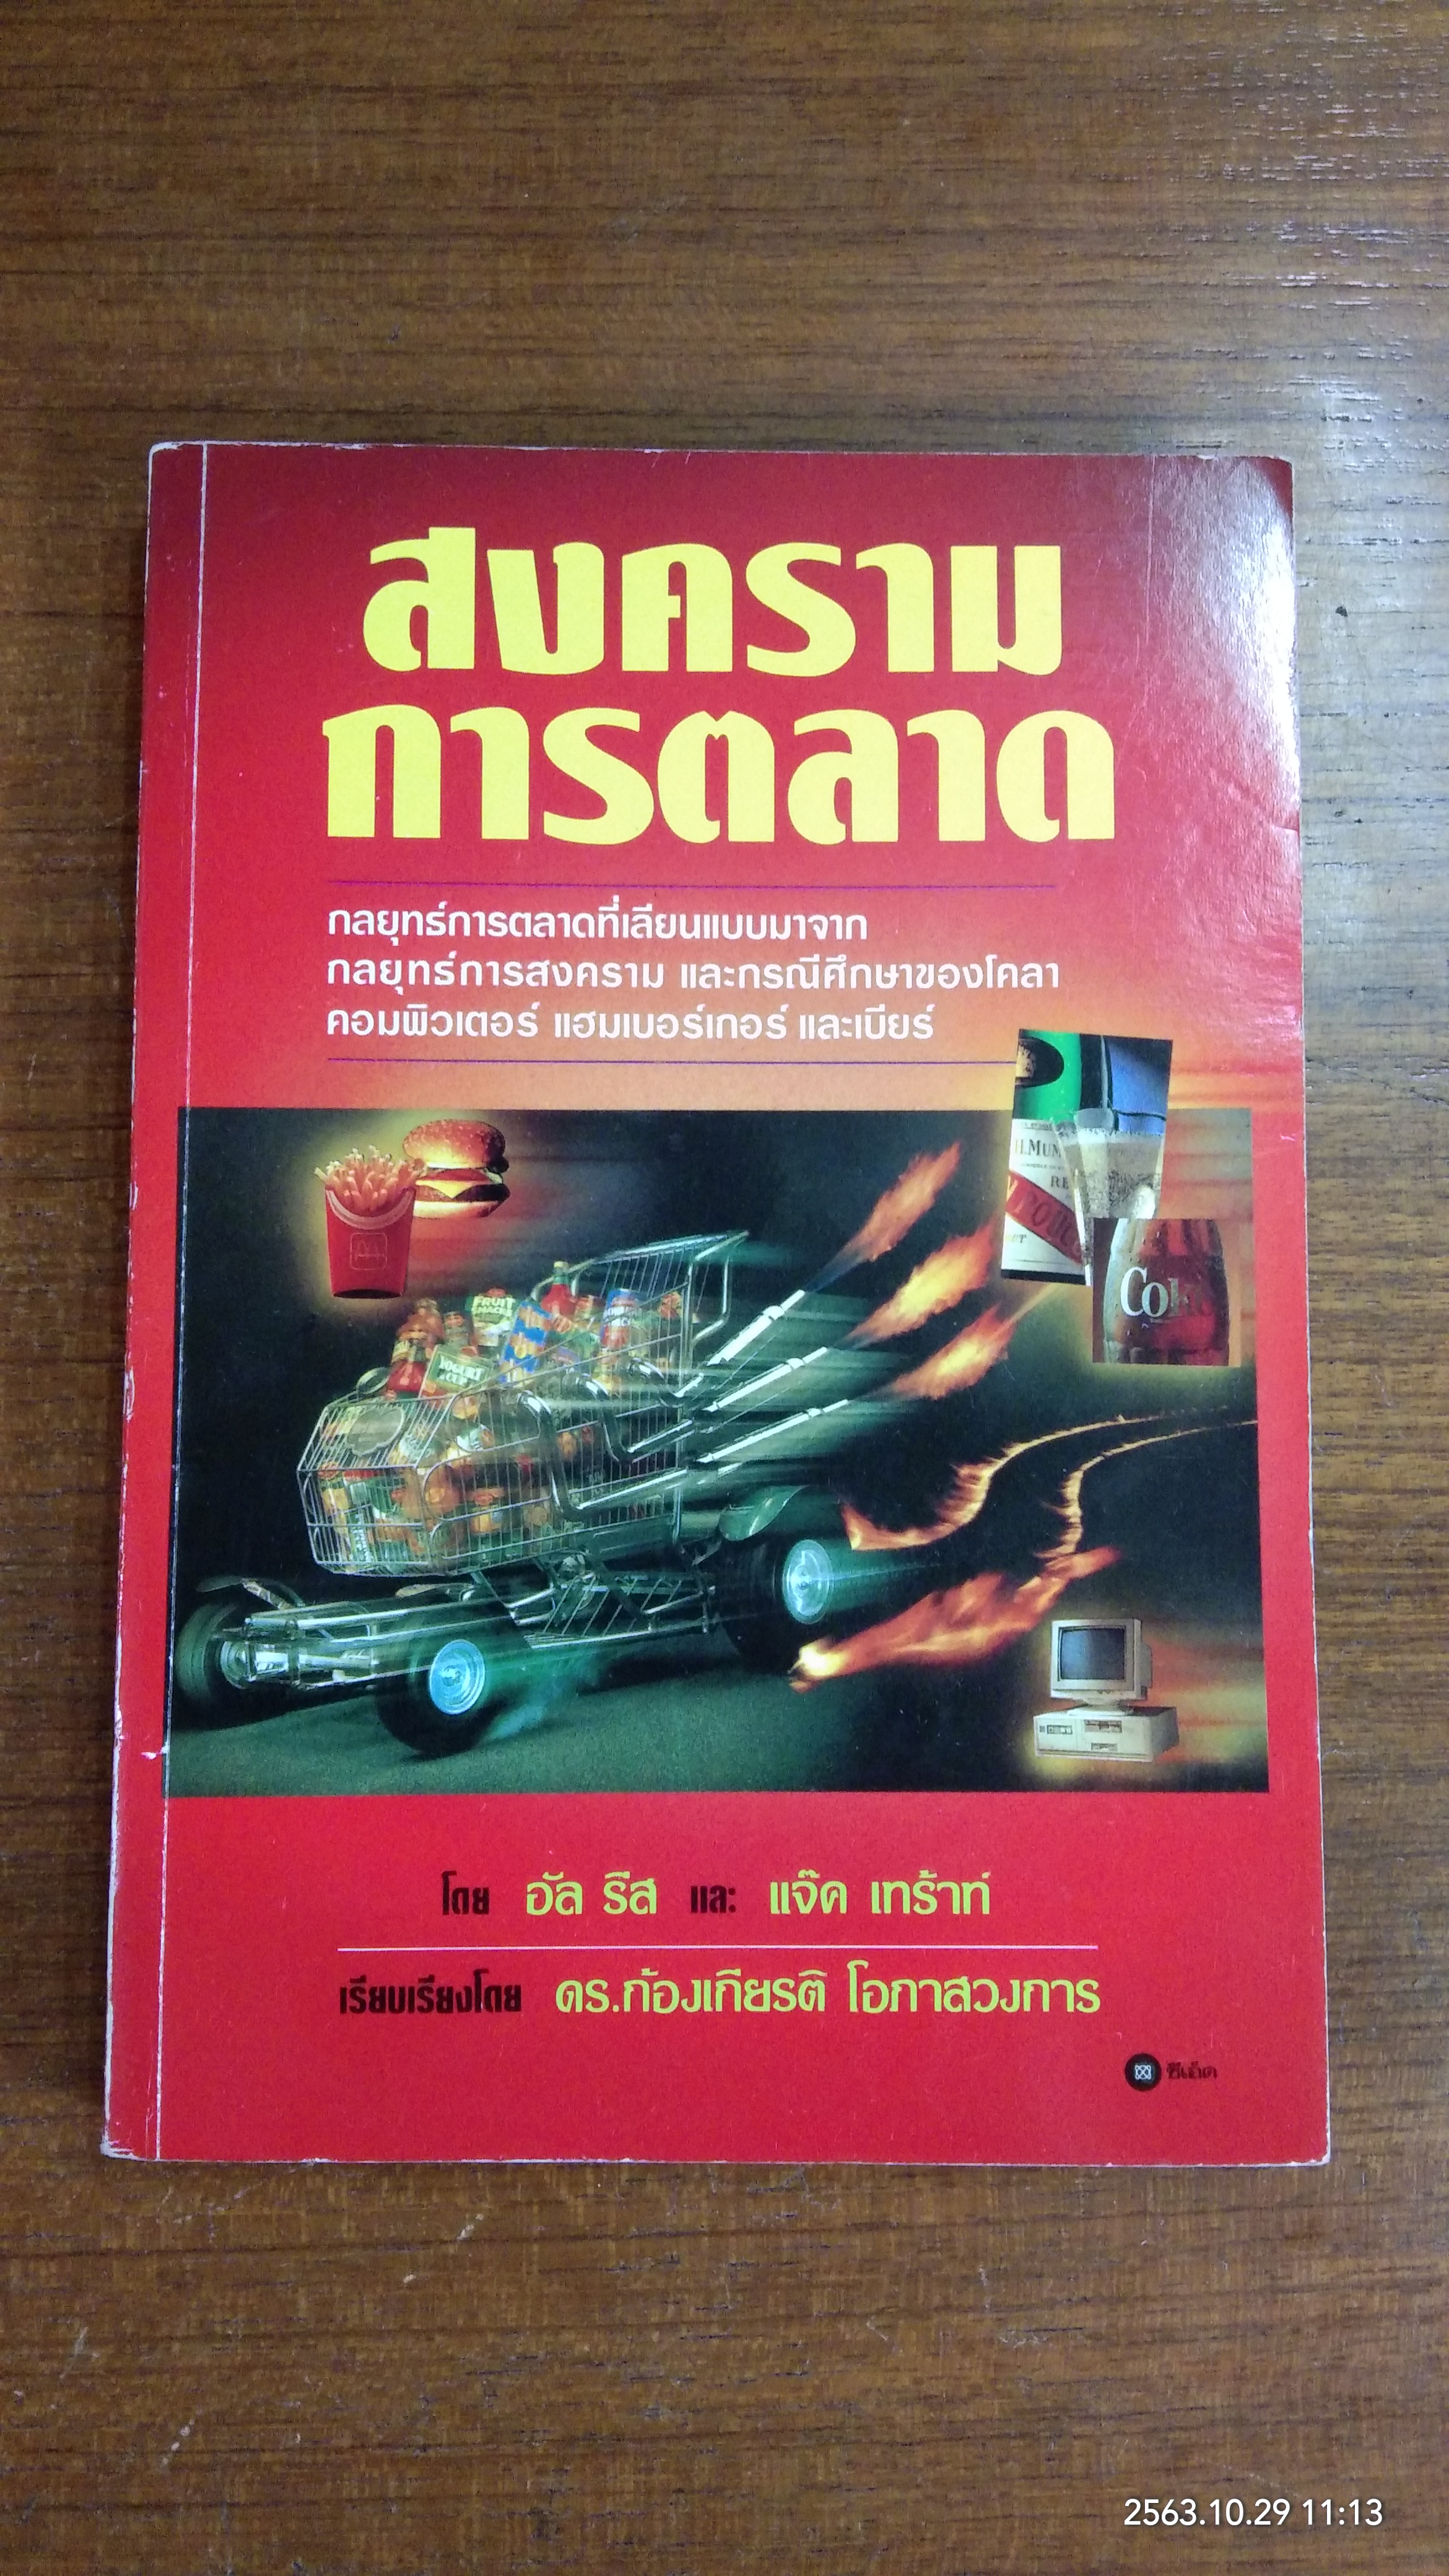 สงคราม
การตลาด
กลยุทธ์การตลาดที่เลียนแบบมาจาก
กลยุทธ์การสงคราม และกรณีศึกษาของโคลา
คอมพิวเตอร์ แฮมเบอร์เกอร์ และเบียร์
FRUIT
YOGURT
Coke
โดย อัล รีส และ แจ๊ค เทร้าท์
เรียบเรียงโดย ดร.ก้องเกียรติ โอภาสวงการ
ซีเอ็ด
2563.10.29 11:13